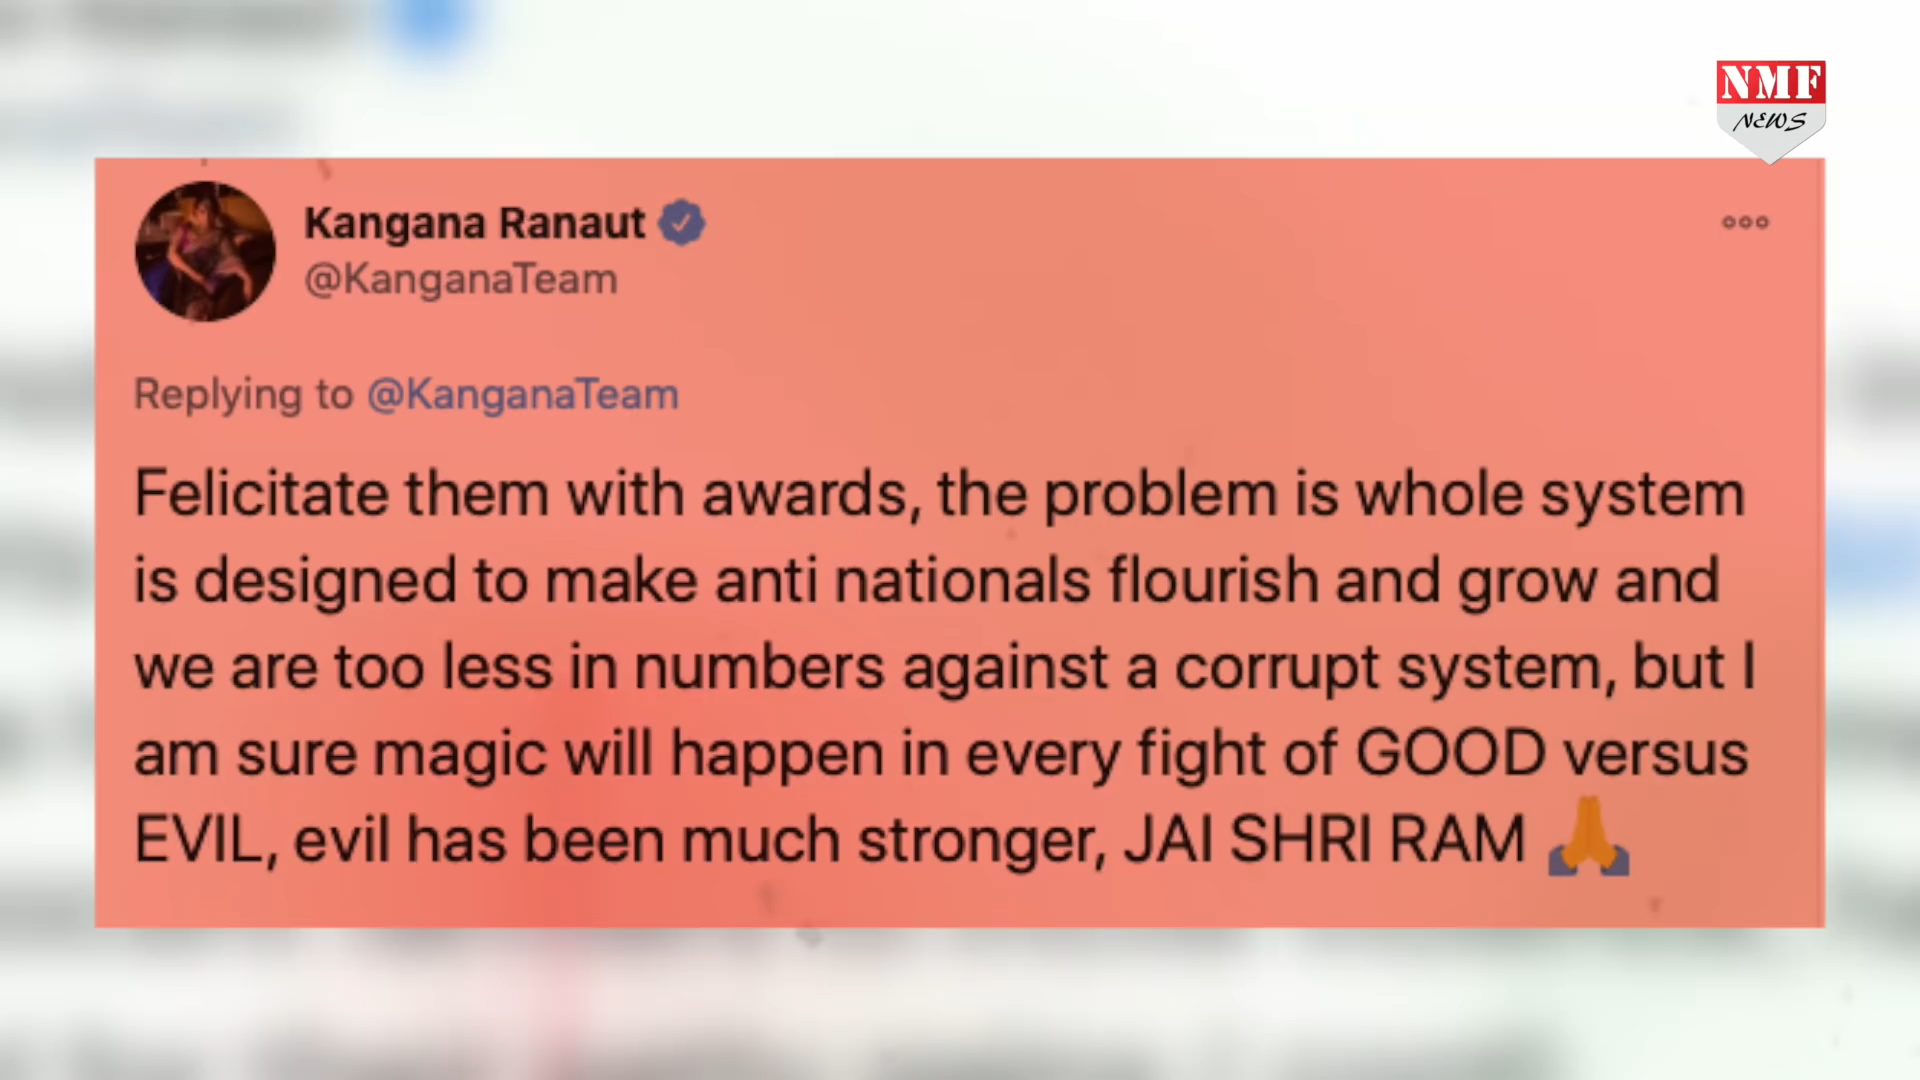 NMF
NEWS
Kangana Ranaut
@KanganaTeam
Replying to @KanganaTeam
Felicitate them with awards, the problem is whole system
is designed to make anti nationals flourish and grow and
we are too less in numbers against a corrupt system, but I
am sure magic will happen in every fight of GOOD versus
EVIL, evil has been much stronger, JAI SHRI RAM 🙏